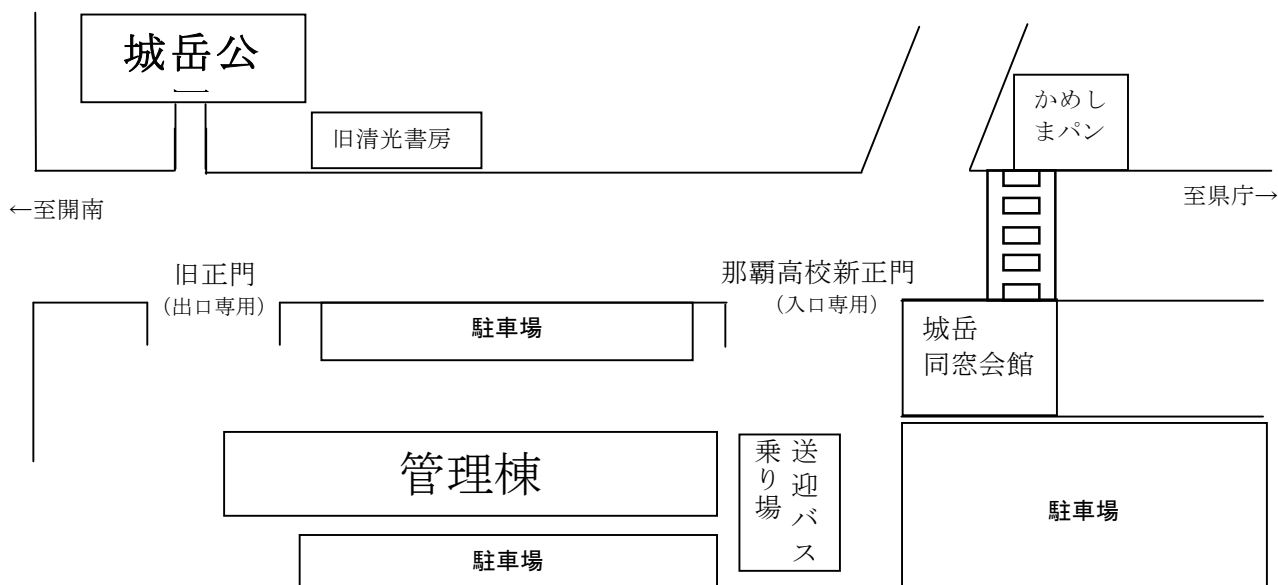 城岳公
旧清光書房
かめし
まパン
←至開南
至県庁→
旧正門
（出口専用）
那覇高校新正門
（入口専用）
駐車場
城岳
同窓会館
管理棟
送迎バス
乗り場
駐車場
駐車場